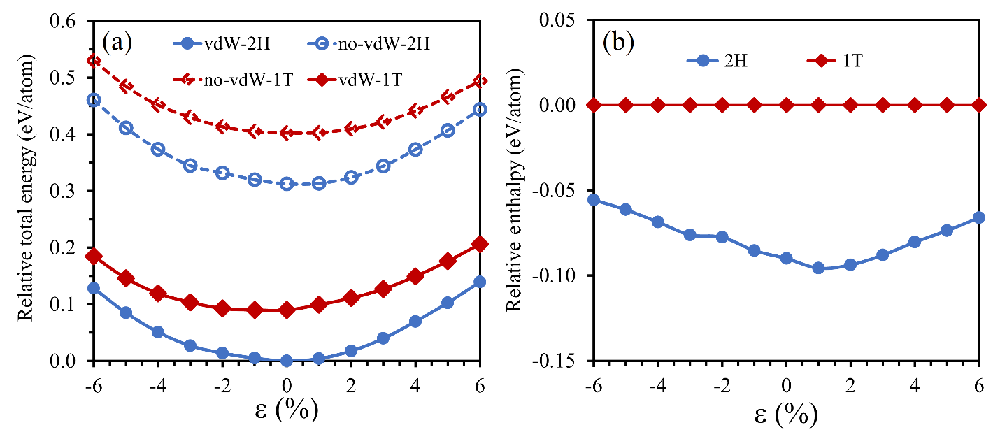 (a)
vdW-2H
no-vdW-2H
no-vdW-1T
vdW-1T
Relative total energy (eV/atom)
0.6
0.5
0.4
0.3
0.2
0.1
0.0
-6 -4 -2 0 2 4 6
ε (%)
(b)
2H 1T
Relative enthalpy (eV/atom)
0.05
0.00
-0.05
-0.10
-0.15
-6 -4 -2 0 2 4 6
ε (%)